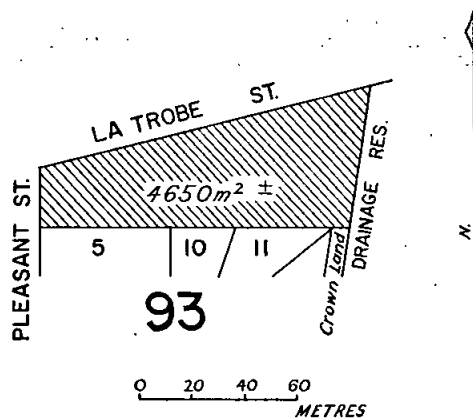 LA TROBE ST.
4650m² ±
PLEASANT ST.
DRAINAGE RES.
5 10 11
Crown Land
93
N.
0 20 40 60
METRES